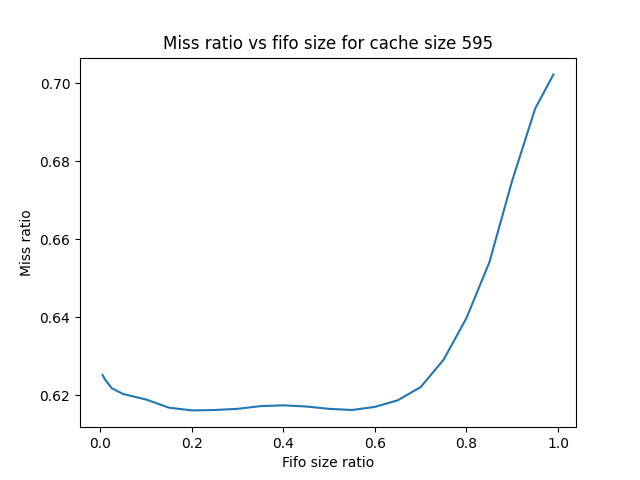 Miss ratio vs fifo size for cache size 595
0.70
0.68
0.66
0.64
0.62
Miss ratio
0.0 0.2 0.4 0.6 0.8 1.0
Fifo size ratio